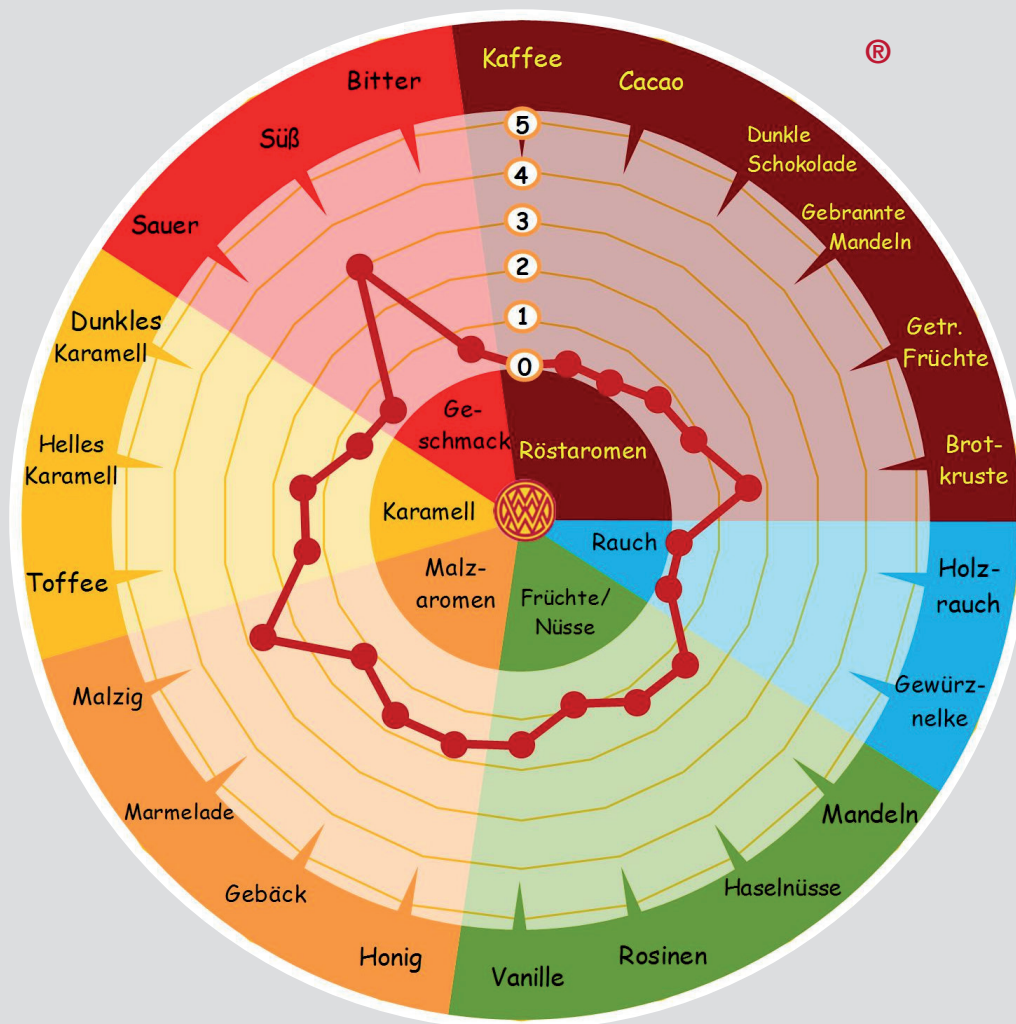 ®
Kaffee
Cacao
Dunkle
Schokolade
Gebrannte
Mandeln
Getr.
Früchte
Brot-
kruste
Holz-
rauch
Gewürz-
nelke
Mandeln
Haselnüsse
Rosinen
Vanille
Honig
Gebäck
Marmelade
Malzig
Toffee
Helles
Karamell
Dunkles
Karamell
Sauer
Süß
Bitter
5
4
3
2
1
0
Ge-
schmack
Röstaromen
Karamell
Rauch
Malz-
aromen
Früchte/
Nüsse